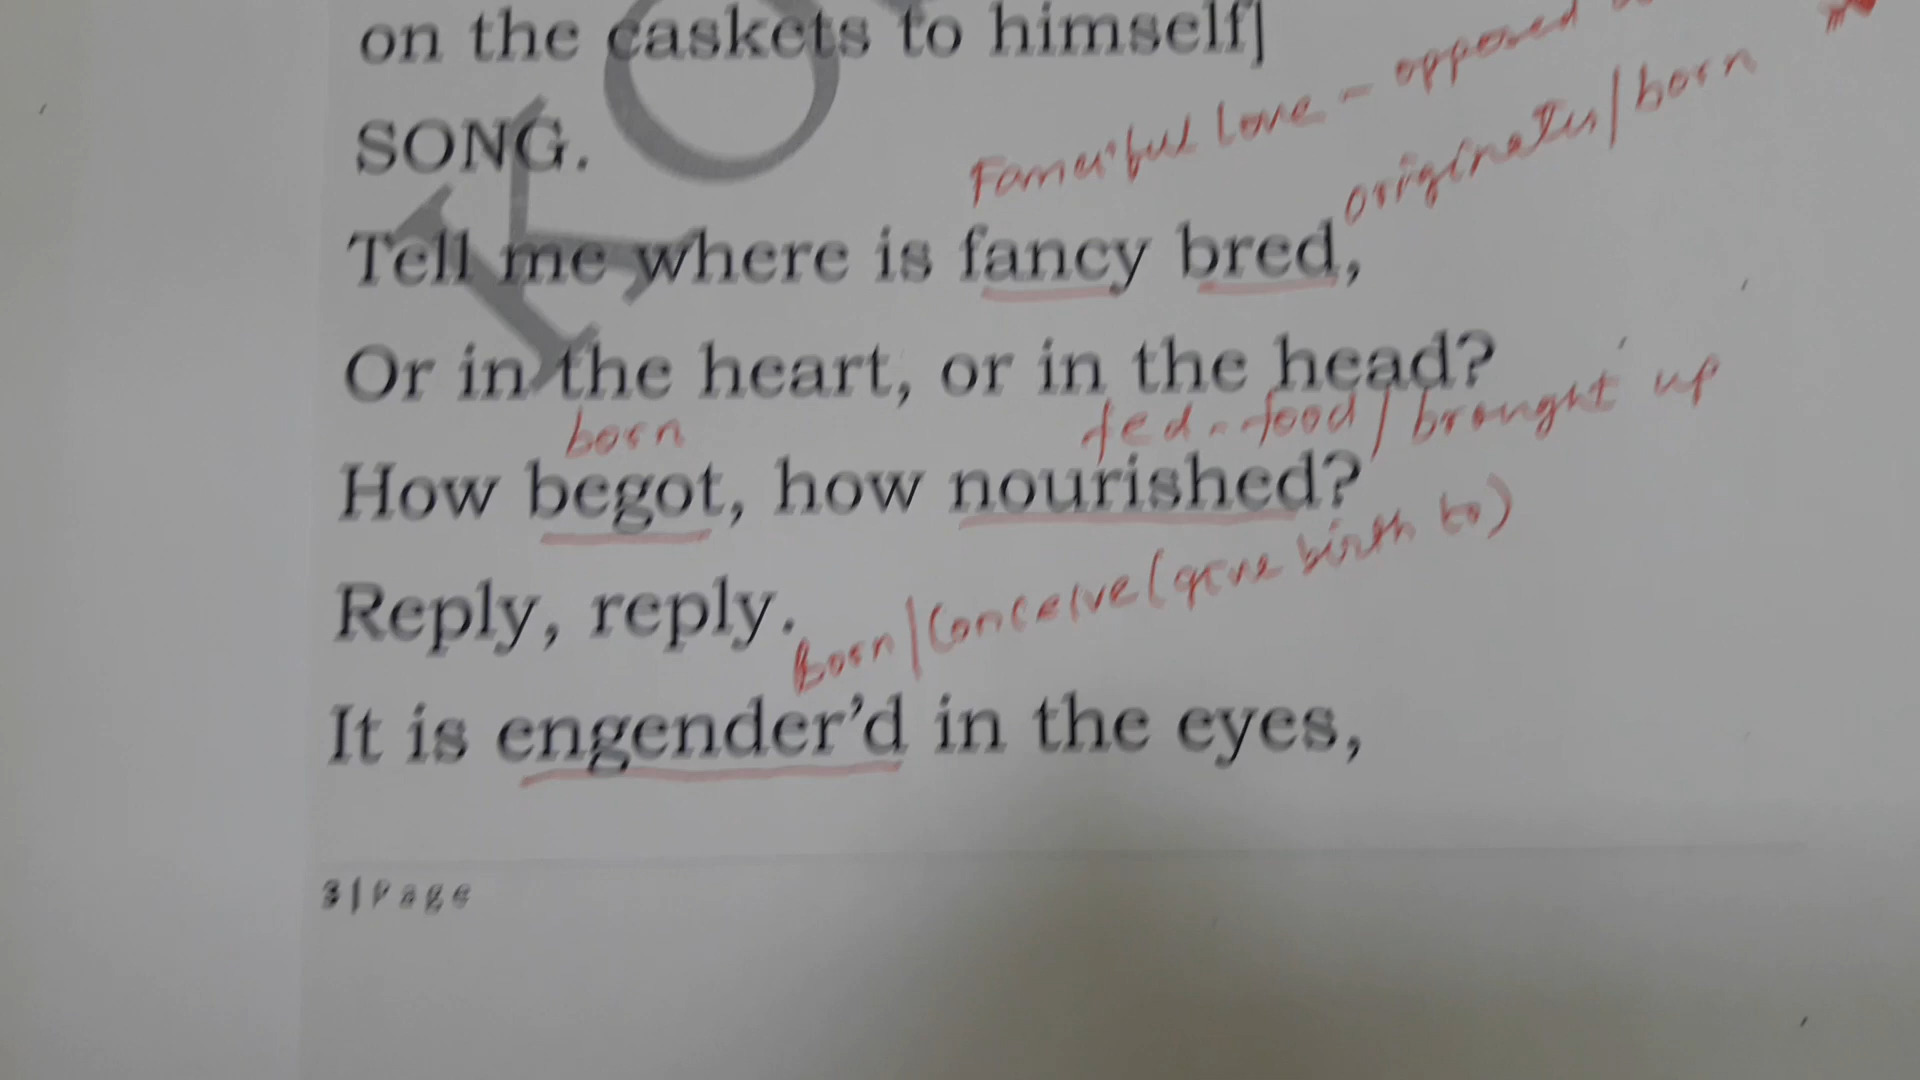 on the caskets to himself]
Fanciful Love - opposed
SONG.
originates/born
Tell me where is fancy bred,
Or in the heart, or in the head?
born fed-food/brought up
How begot, how nourished?
Reply, reply.
Born/Conceive (give birth to)
It is engender'd in the eyes,
3|Page